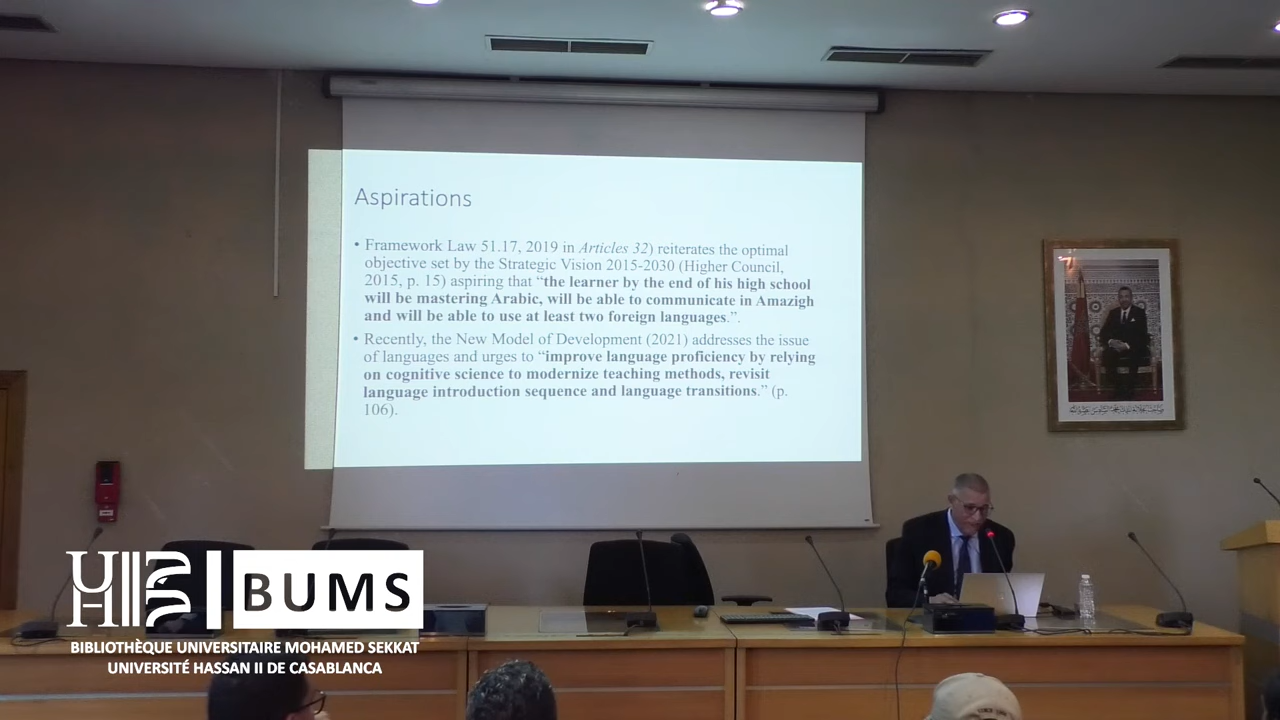 Aspirations
• Framework Law 51.17, 2019 in Articles 32) reiterates the optimal
objective set by the Strategic Vision 2015-2030 (Higher Council,
2015, p. 15) aspiring that “the learner by the end of his high school
will be mastering Arabic, will be able to communicate in Amazigh
and will be able to use at least two foreign languages.”.
• Recently, the New Model of Development (2021) addresses the issue
of languages and urges to “improve language proficiency by relying
on cognitive science to modernize teaching methods, revisit
language introduction sequence and language transitions.” (p.
106).
UH2C | BUMS
BIBLIOTHÈQUE UNIVERSITAIRE MOHAMED SEKKAT
UNIVERSITÉ HASSAN II DE CASABLANCA